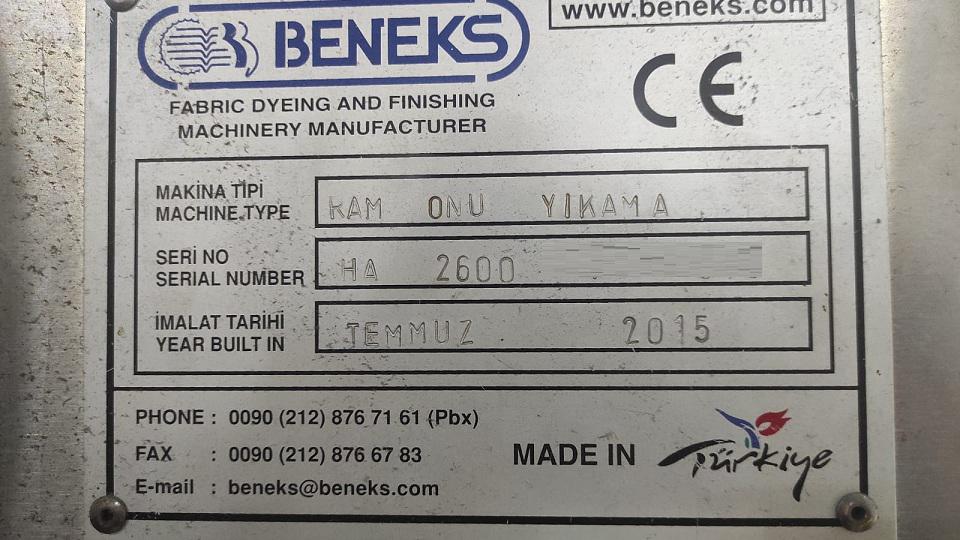 www.beneks.com
BENEKS
CE
FABRIC DYEING AND FINISHING
MACHINERY MANUFACTURER
MAKİNA TİPİ
MACHINE TYPE
RAM ONU YIKAMA
SERİ NO
SERIAL NUMBER
HA 2600
İMALAT TARİHİ
YEAR BUILT IN
TEMMUZ 2015
PHONE : 0090 (212) 876 71 61 (Pbx)
FAX : 0090 (212) 876 67 83
E-mail : beneks@beneks.com
MADE IN Türkiye